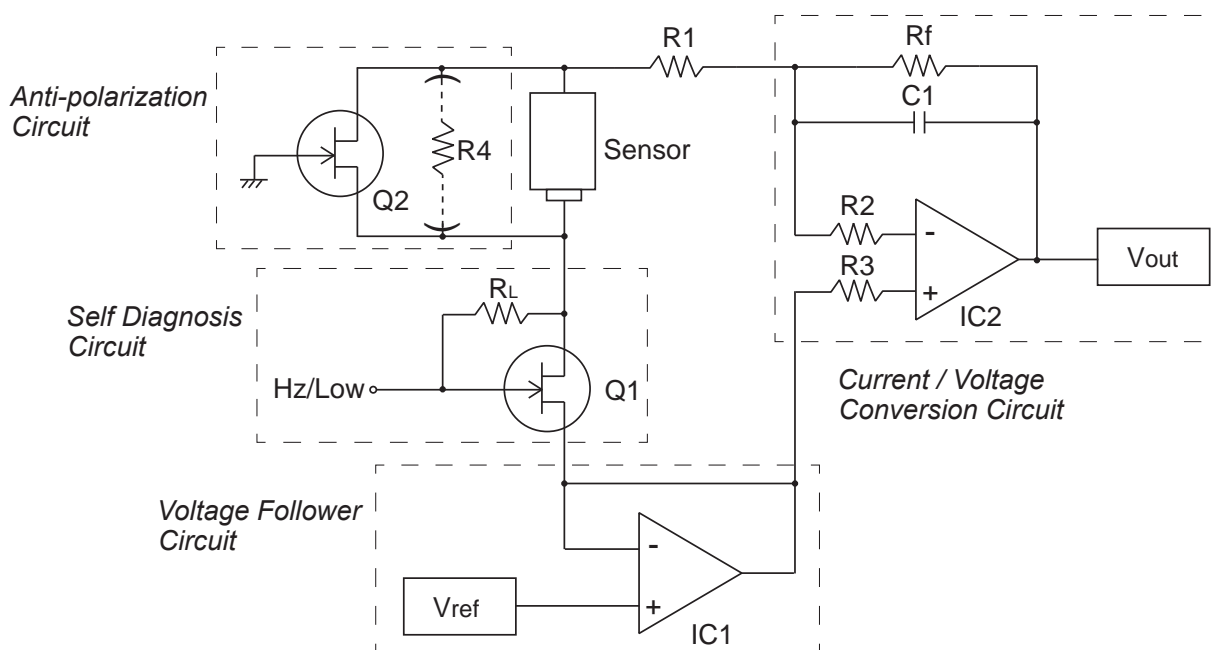 R1
Rf
C1
Anti-polarization
Circuit
R4
Sensor
Q2
R2
-
R3
+
IC2
Vout
Self Diagnosis
Circuit
RL
Hz/Low
Q1
Current / Voltage
Conversion Circuit
Voltage Follower
Circuit
-
+
Vref
IC1